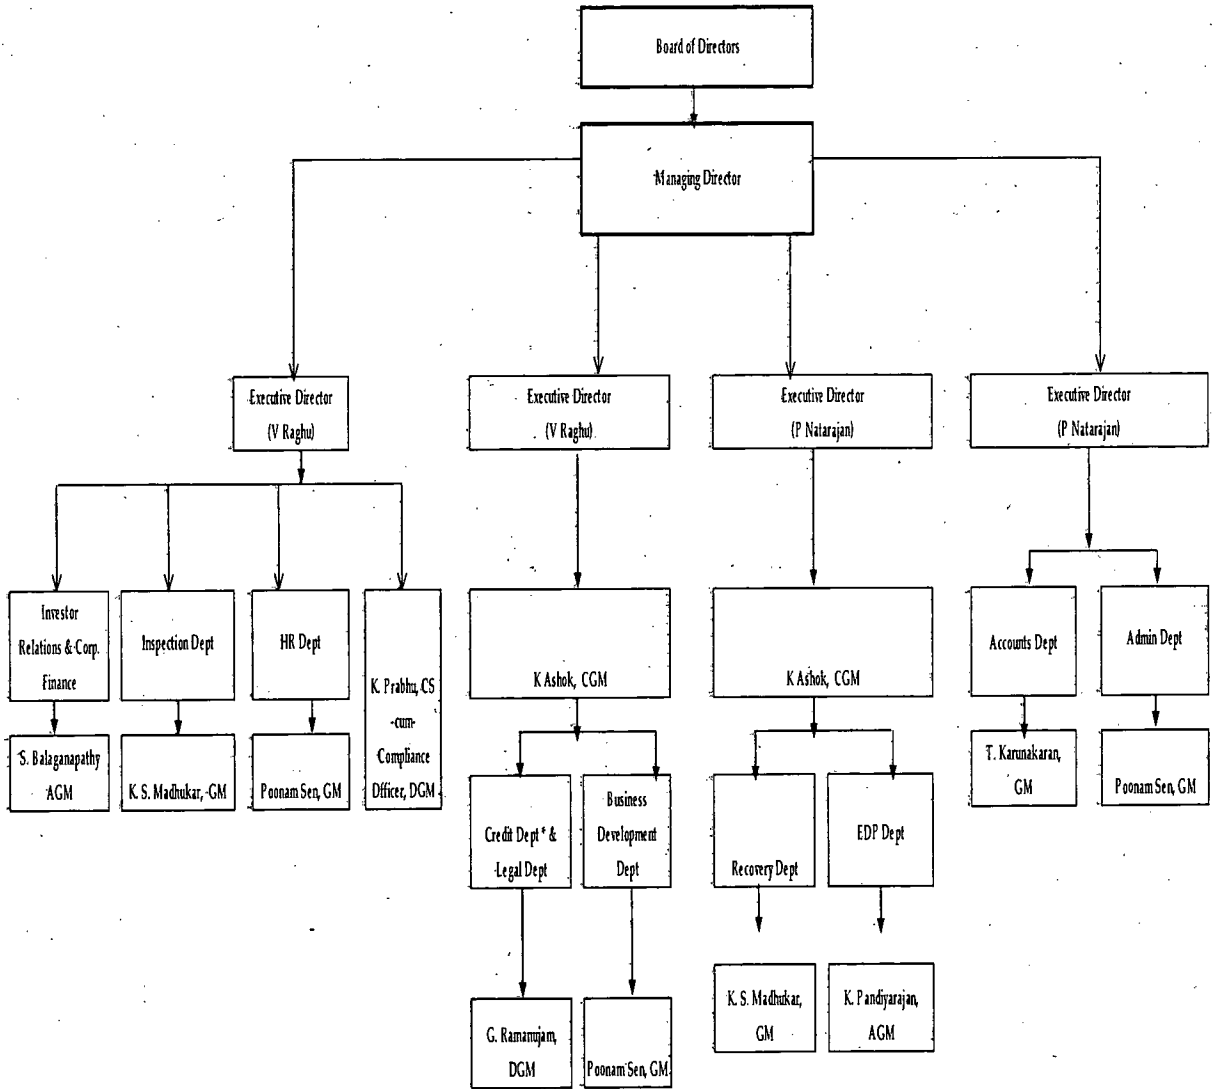 Board of Directors
Managing Director
Executive Director
(V Raghu)
Executive Director
(V Raghu)
Executive Director
(P Natarajan)
Executive Director
(P Natarajan)
Investor
Relations & Corp.
Finance
Inspection Dept
HR Dept
K. Prabhu, CS
-cum-
Compliance
Officer, DGM
K Ashok, CGM
K Ashok, CGM
Accounts Dept
Admin Dept
S. Balaganapathy
AGM
K. S. Madhukar, GM
Poonam Sen, GM
T. Karunakaran,
GM
Poonam Sen, GM
Credit Dept * &
Legal Dept
Business
Development
Dept
Recovery Dept
EDP Dept
G. Ramanujam,
DGM
Poonam Sen, GM
K. S. Madhukar,
GM
K. Pandiyarajan,
AGM